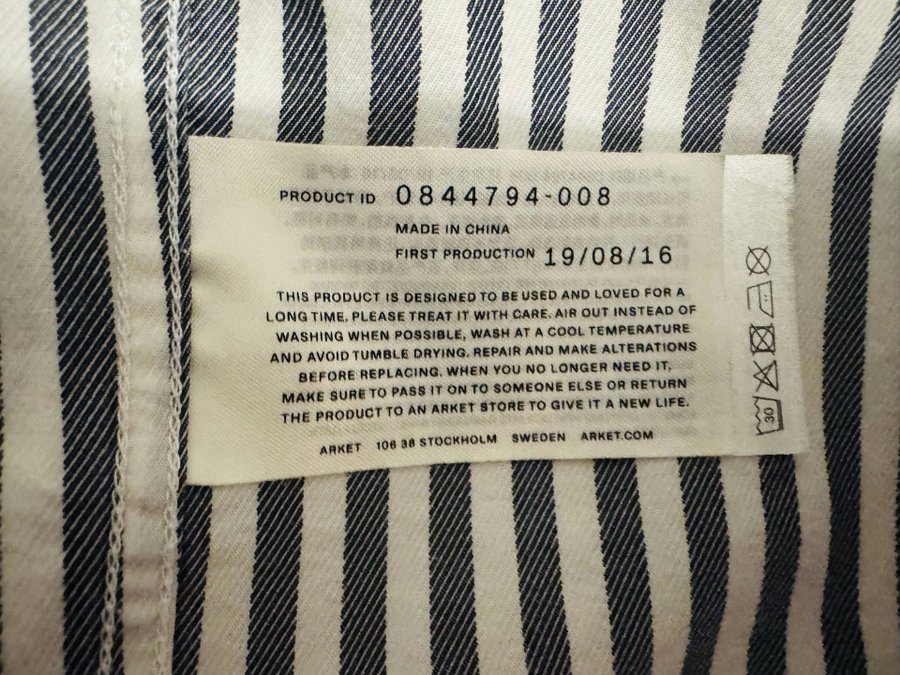 PRODUCT ID 0844794-008
MADE IN CHINA
FIRST PRODUCTION 19/08/16
THIS PRODUCT IS DESIGNED TO BE USED AND LOVED FOR A
LONG TIME. PLEASE TREAT IT WITH CARE. AIR OUT INSTEAD OF
WASHING WHEN POSSIBLE, WASH AT A COOL TEMPERATURE
AND AVOID TUMBLE DRYING. REPAIR AND MAKE ALTERATIONS
BEFORE REPLACING. WHEN YOU NO LONGER NEED IT,
MAKE SURE TO PASS IT ON TO SOMEONE ELSE OR RETURN
THE PRODUCT TO AN ARKET STORE TO GIVE IT A NEW LIFE.
ARKET 106 38 STOCKHOLM SWEDEN ARKET.COM
30